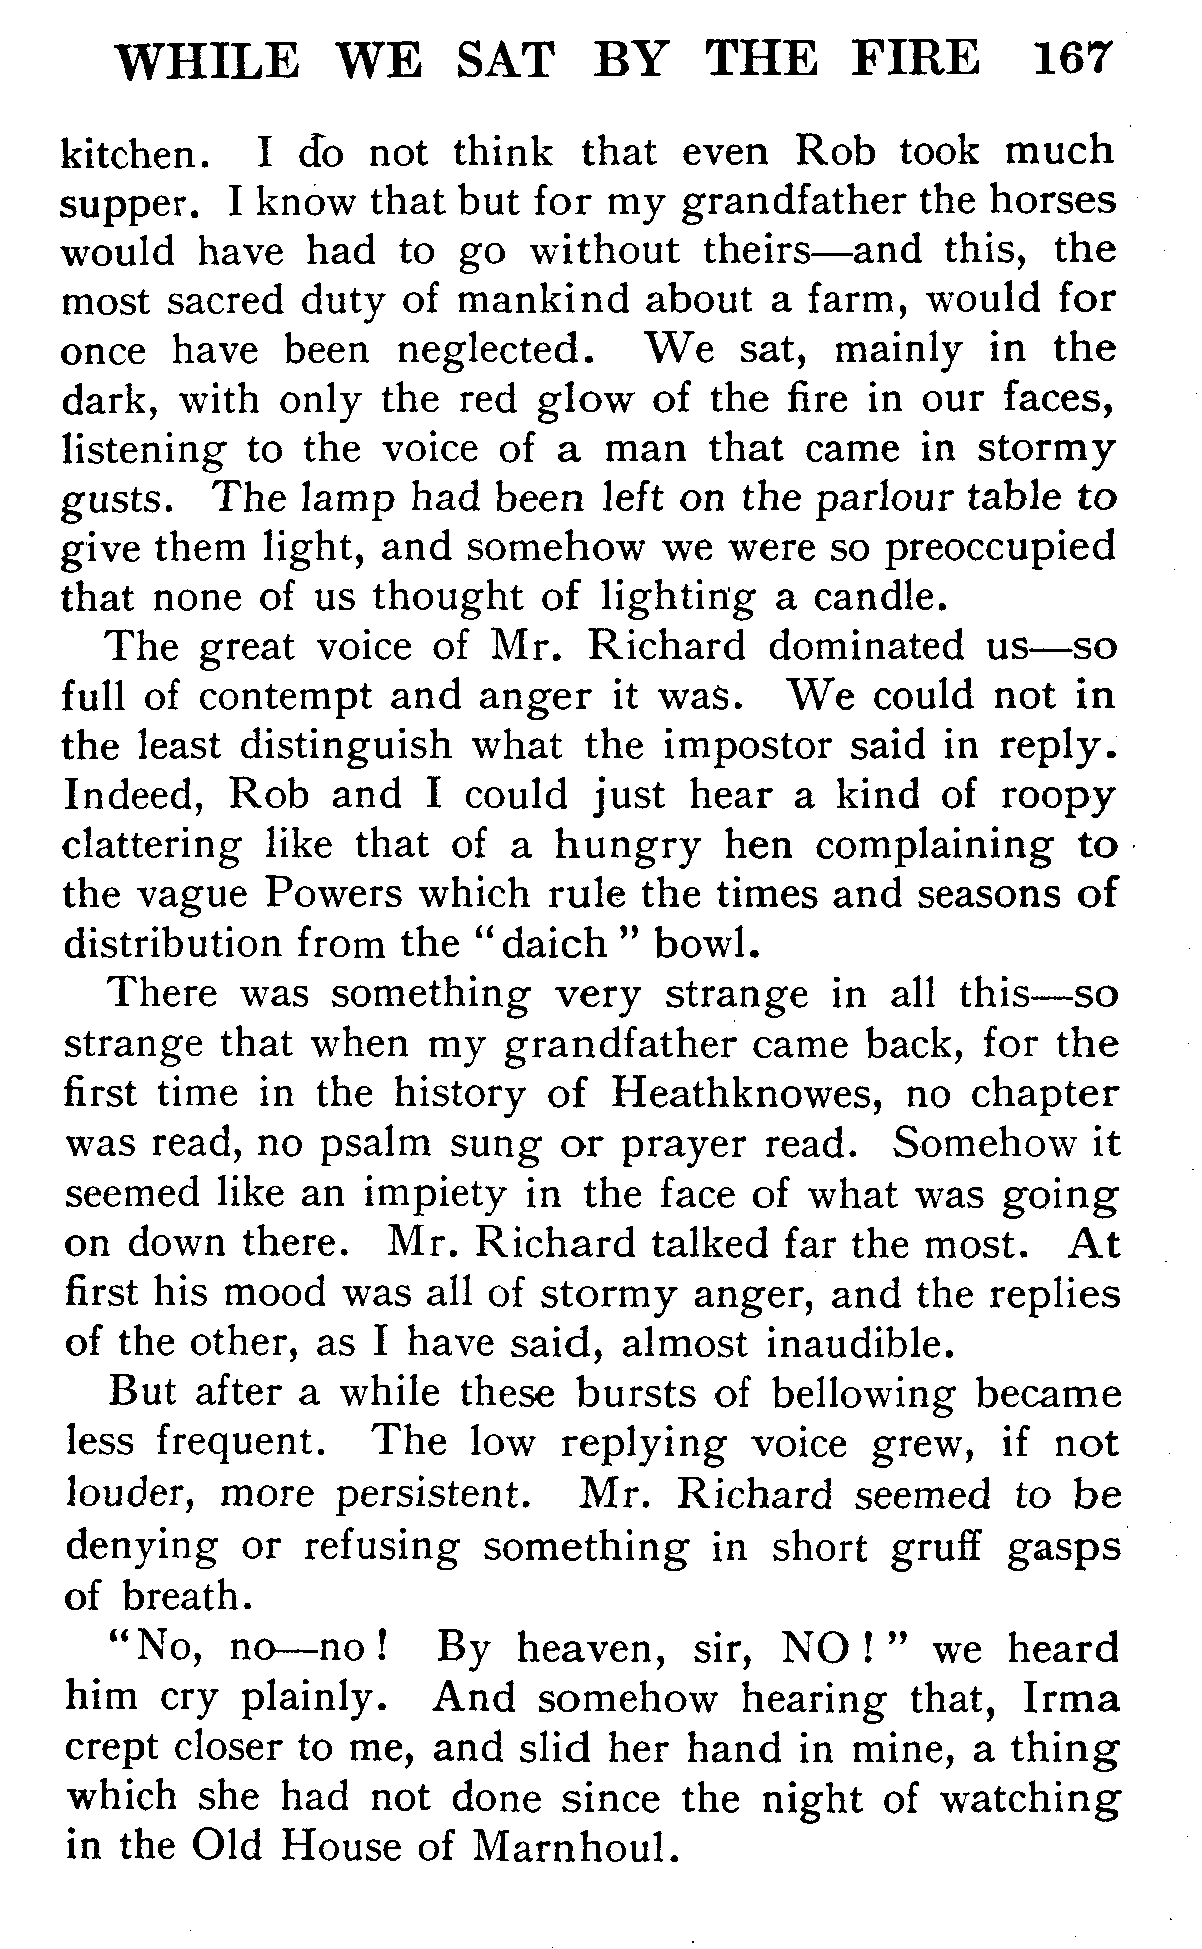 WHILE WE SAT BY THE FIRE 167
kitchen. I do not think that even Rob took much
supper. I know that but for my grandfather the horses
would have had to go without theirs—and this, the
most sacred duty of mankind about a farm, would for
once have been neglected. We sat, mainly in the
dark, with only the red glow of the fire in our faces,
listening to the voice of a man that came in stormy
gusts. The lamp had been left on the parlour table to
give them light, and somehow we were so preoccupied
that none of us thought of lighting a candle.
The great voice of Mr. Richard dominated us—so
full of contempt and anger it was. We could not in
the least distinguish what the impostor said in reply.
Indeed, Rob and I could just hear a kind of roopy
clattering like that of a hungry hen complaining to
the vague Powers which rule the times and seasons of
distribution from the “daich” bowl.
There was something very strange in all this—so
strange that when my grandfather came back, for the
first time in the history of Heathknowes, no chapter
was read, no psalm sung or prayer read. Somehow it
seemed like an impiety in the face of what was going
on down there. Mr. Richard talked far the most. At
first his mood was all of stormy anger, and the replies
of the other, as I have said, almost inaudible.
But after a while these bursts of bellowing became
less frequent. The low replying voice grew, if not
louder, more persistent. Mr. Richard seemed to be
denying or refusing something in short gruff gasps
of breath.
“No, no—no! By heaven, sir, NO!” we heard
him cry plainly. And somehow hearing that, Irma
crept closer to me, and slid her hand in mine, a thing
which she had not done since the night of watching
in the Old House of Marnhoul.